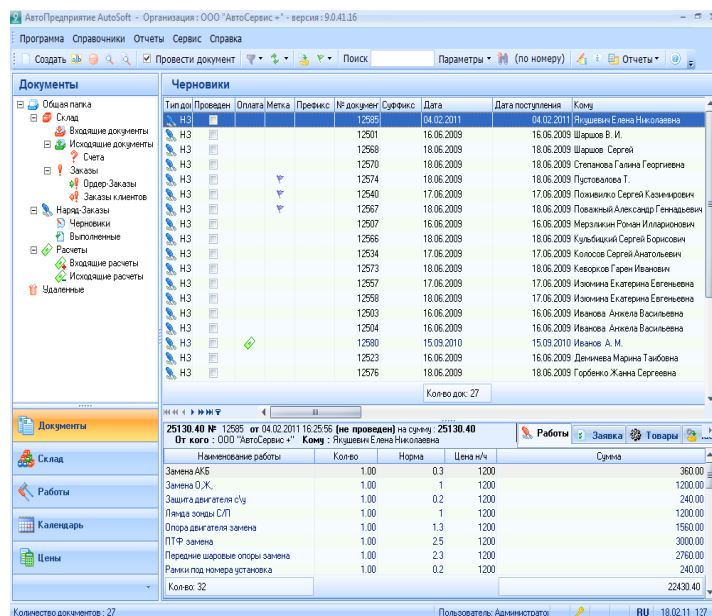 АвтоПредприятие AutoSoft - Организация : ООО "АвтоСервис +" - версия : 9.0.41.16
Программа Справочники Отчеты Сервис Справка
Создать Провести документ Поиск Параметры (по номеру) Отчеты
Документы
Общая папка
Склад
Входящие документы
Исходящие документы
Счета
Заказы
Ордер-Заказы
Заказы клиентов
Наряд-Заказы
Черновики
Выполненные
Расчеты
Входящие расчеты
Исходящие расчеты
Удаленные
Документы
Склад
Работы
Календарь
Цены
Черновики
Тип до Проведен Оплата Метка Префикс № докумен Суффикс Дата Дата поступления Кому
НЗ 12585 04.02.2011 04.02.2011 Якушевич Елена Николаевна
НЗ 12501 16.06.2009 16.06.2009 Шаршов В. И.
НЗ 12568 18.06.2009 18.06.2009 Шаршов Сергей
НЗ 12570 18.06.2009 18.06.2009 Степанова Галина Георгиевна
НЗ 12574 18.06.2009 18.06.2009 Пустовалова Т.
НЗ 12540 17.06.2009 17.06.2009 Поживилко Сергей Казимирович
НЗ 12567 18.06.2009 18.06.2009 Поважный Александр Геннадьевич
НЗ 12507 16.06.2009 16.06.2009 Мерзликин Роман Илларионович
НЗ 12566 18.06.2009 18.06.2009 Кульбицкий Сергей Борисович
НЗ 12534 17.06.2009 17.06.2009 Колосов Сергей Анатольевич
НЗ 12573 18.06.2009 18.06.2009 Кеворков Гарен Иванович
НЗ 12557 17.06.2009 17.06.2009 Изюмина Екатерина Евгеньевна
НЗ 12558 18.06.2009 17.06.2009 Изюмина Екатерина Евгеньевна
НЗ 12503 16.06.2009 16.06.2009 Иванова Анжела Васильевна
НЗ 12504 16.06.2009 16.06.2009 Иванова Анжела Васильевна
НЗ 12580 15.09.2010 15.09.2010 Иванов А. М.
НЗ 12523 16.06.2009 16.06.2009 Демичева Марина Таибовна
НЗ 12576 18.06.2009 18.06.2009 Горбенко Жанна Сергеевна
Кол-во док: 27
25130.40 № 12585 от 04.02.2011 16:25:56 (не проведен) на сумму : 25130.40
От кого : ООО "АвтоСервис +" Кому : Якушевич Елена Николаевна
Работы Заявка Товары
Наименование работы Кол-во Норма Цена н/ч Сумма
Замена АКБ 1.00 0.3 1200 360.00
Замена О,Ж, 1.00 1 1200 1200.00
Защита двигателя с\у 1.00 0.2 1200 240.00
Лямда зонды С/П 1.00 1 1200 1200.00
Опора двигателя замена 1.00 1.3 1200 1560.00
ПТФ замена 1.00 2.5 1200 3000.00
Передние шаровые опоры замена 1.00 2.3 1200 2760.00
Рамки под номера установка 1.00 0.2 1200 240.00
Кол-во: 32 22430.40
Количество документов : 27 Пользователь: Администратор RU 18.02.11